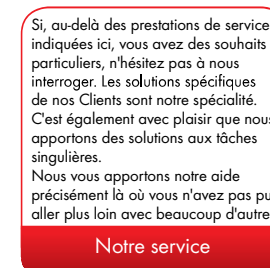 Si, au-delà des prestations de service
indiquées ici, vous avez des souhaits
particuliers, n'hésitez pas à nous
interroger. Les solutions spécifiques
de nos Clients sont notre spécialité.
C'est également avec plaisir que nous
apportons des solutions aux tâches
singulières.
Nous vous apportons notre aide
précisément là où vous n'avez pas pu
aller plus loin avec beaucoup d'autre
Notre service